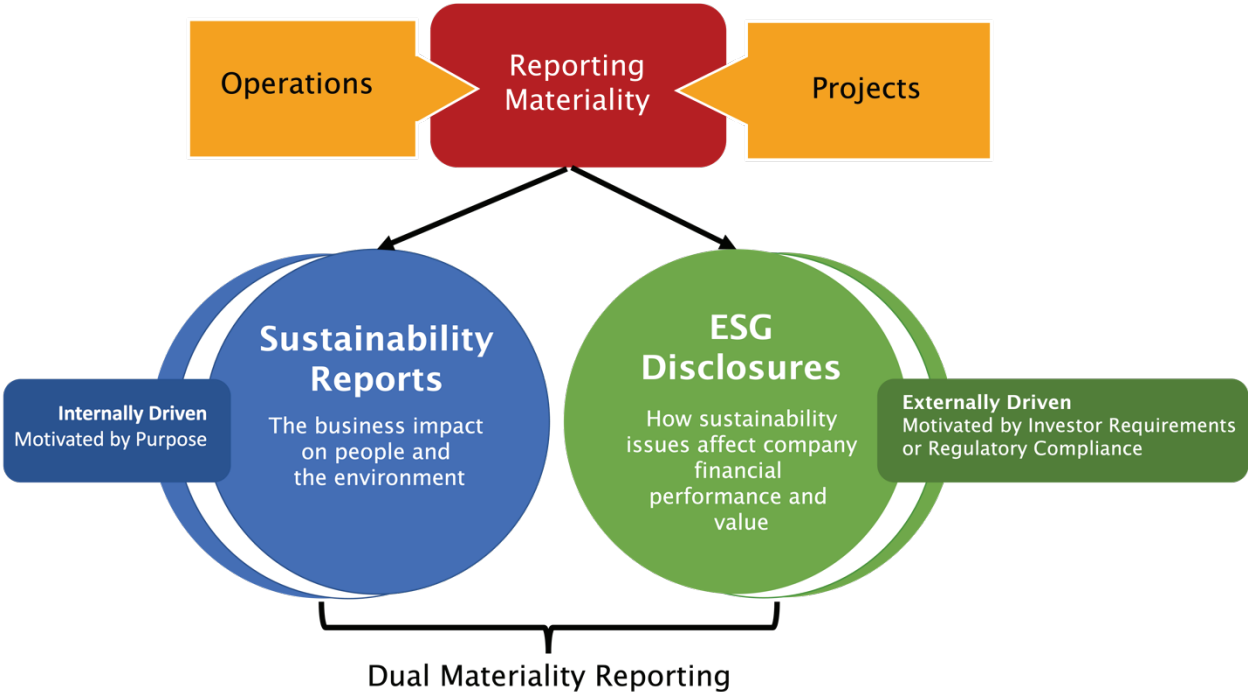 Operations
Reporting
Materiality
Projects
Sustainability
Reports
The business impact
on people and
the environment
Internally Driven
Motivated by Purpose
ESG
Disclosures
How sustainability
issues affect company
financial
performance and
value
Externally Driven
Motivated by Investor Requirements
or Regulatory Compliance
Dual Materiality Reporting